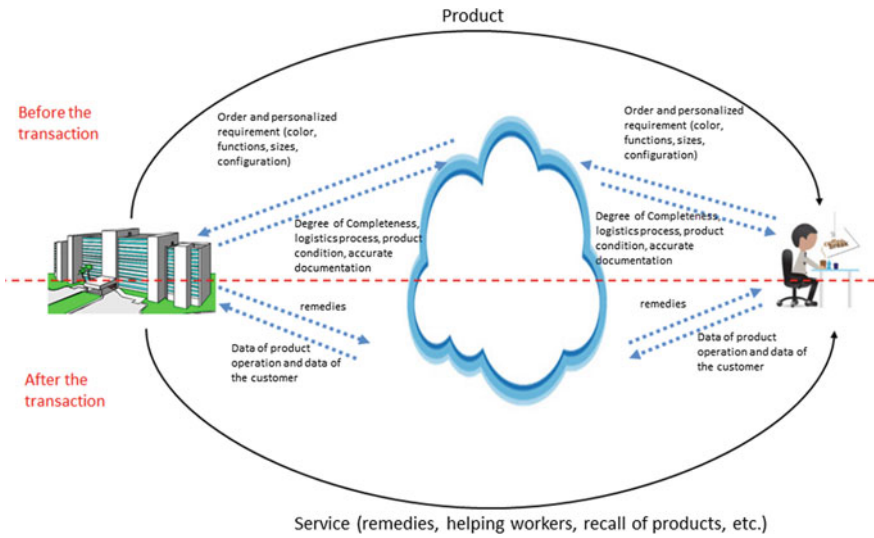 Product
Before the
transaction
Order and personalized
requirement (color,
functions, sizes,
configuration)
Order and personalized
requirement (color,
functions, sizes,
configuration)
Degree of Completeness,
logistics process, product
condition, accurate
documentation
Degree of Completeness,
logistics process, product
condition, accurate
documentation
remedies
remedies
Data of product
operation and data of
the customer
Data of product
operation and data of
the customer
After the
transaction
Service (remedies, helping workers, recall of products, etc.)